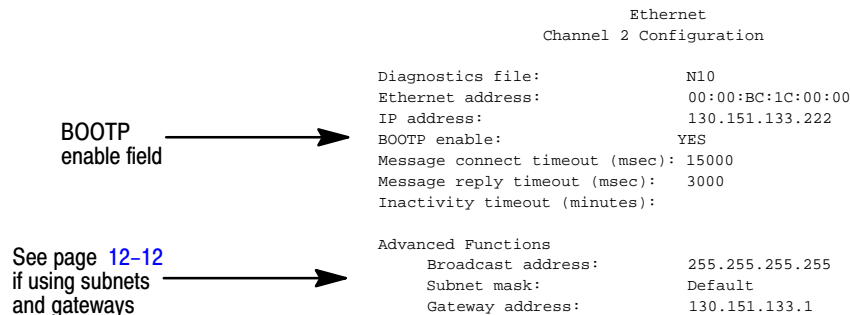 Ethernet
Channel 2 Configuration
Diagnostics file: N10
Ethernet address: 00:00:BC:1C:00:00
IP address: 130.151.133.222
BOOTP enable: YES
Message connect timeout (msec): 15000
Message reply timeout (msec): 3000
Inactivity timeout (minutes):
BOOTP
enable field
Advanced Functions
Broadcast address: 255.255.255.255
Subnet mask: Default
Gateway address: 130.151.133.1
See page 12–12
if using subnets
and gateways